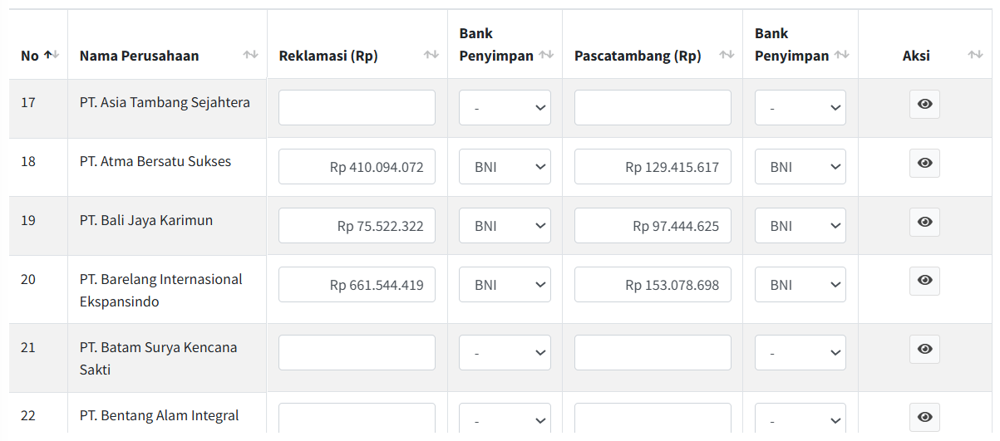 No Nama Perusahaan Reklamasi (Rp) Bank Penyimpan Pascatambang (Rp) Bank Penyimpan Aksi
17 PT. Asia Tambang Sejahtera - -
18 PT. Atma Bersatu Sukses Rp 410.094.072 BNI Rp 129.415.617 BNI
19 PT. Bali Jaya Karimun Rp 75.522.322 BNI Rp 97.444.625 BNI
20 PT. Barelang Internasional Ekspansindo Rp 661.544.419 BNI Rp 153.078.698 BNI
21 PT. Batam Surya Kencana Sakti - -
22 PT. Bentang Alam Integral - -